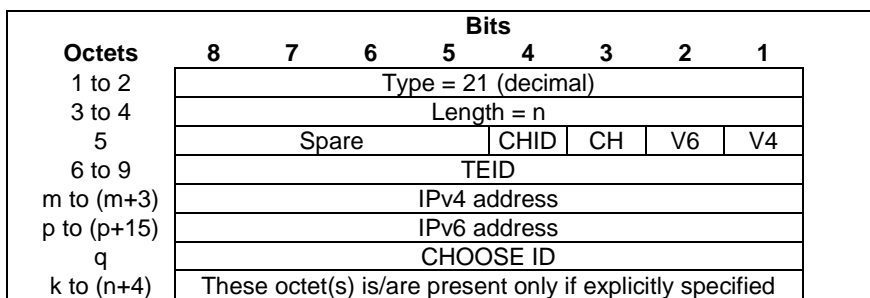 Bits
Octets 8 7 6 5 4 3 2 1
1 to 2 Type = 21 (decimal)
3 to 4 Length = n
5 Spare CHID CH V6 V4
6 to 9 TEID
m to (m+3) IPv4 address
p to (p+15) IPv6 address
q CHOOSE ID
k to (n+4) These octet(s) is/are present only if explicitly specified